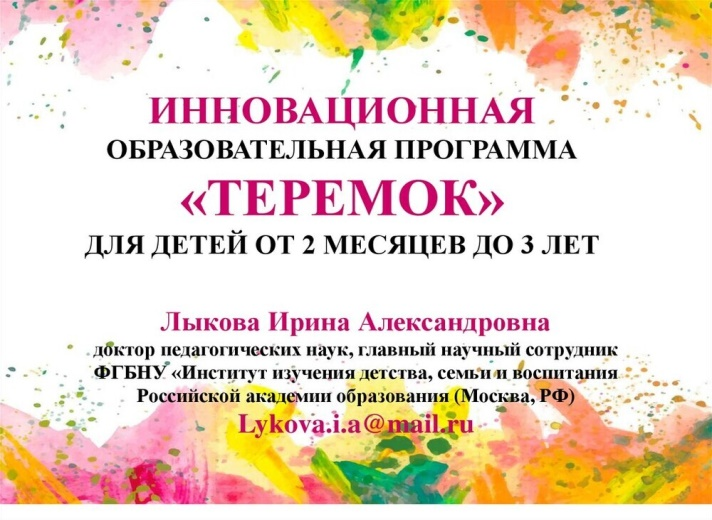 ИННОВАЦИОННАЯ
ОБРАЗОВАТЕЛЬНАЯ ПРОГРАММА
«ТЕРЕМОК»
ДЛЯ ДЕТЕЙ ОТ 2 МЕСЯЦЕВ ДО 3 ЛЕТ
Лыкова Ирина Александровна
доктор педагогических наук, главный научный сотрудник
ФГБНУ «Институт изучения детства, семьи и воспитания
Российской академии образования (Москва, РФ)
Lykova.i.a@mail.ru